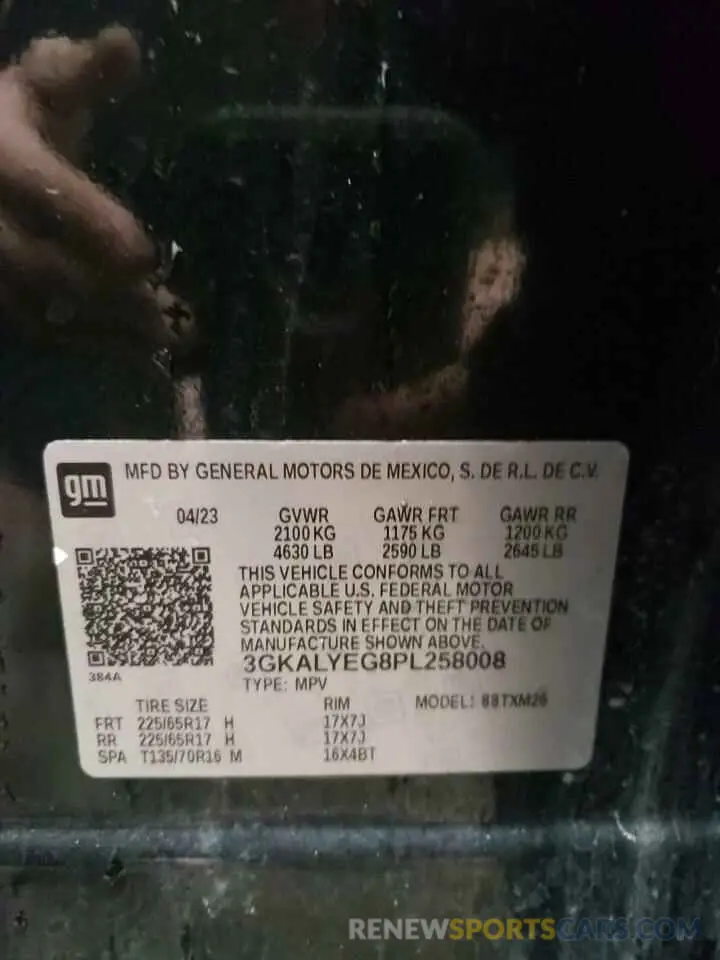 gm MFD BY GENERAL MOTORS DE MEXICO, S. DE R.L. DE C.V.
04/23 GVWR GAWR FRT GAWR RR
2100 KG 1175 KG 1200 KG
4630 LB 2590 LB 2645 LB
THIS VEHICLE CONFORMS TO ALL
APPLICABLE U.S. FEDERAL MOTOR
VEHICLE SAFETY AND THEFT PREVENTION
STANDARDS IN EFFECT ON THE DATE OF
MANUFACTURE SHOWN ABOVE.
3GKALYEG8PL258008
384A
TYPE: MPV
TIRE SIZE RIM MODEL: 88TXM26
FRT 225/65R17 H 17X7J
RR 225/65R17 H 17X7J
SPA T135/70R16 M 16X4BT
RENEWSPORTSCARS.COM